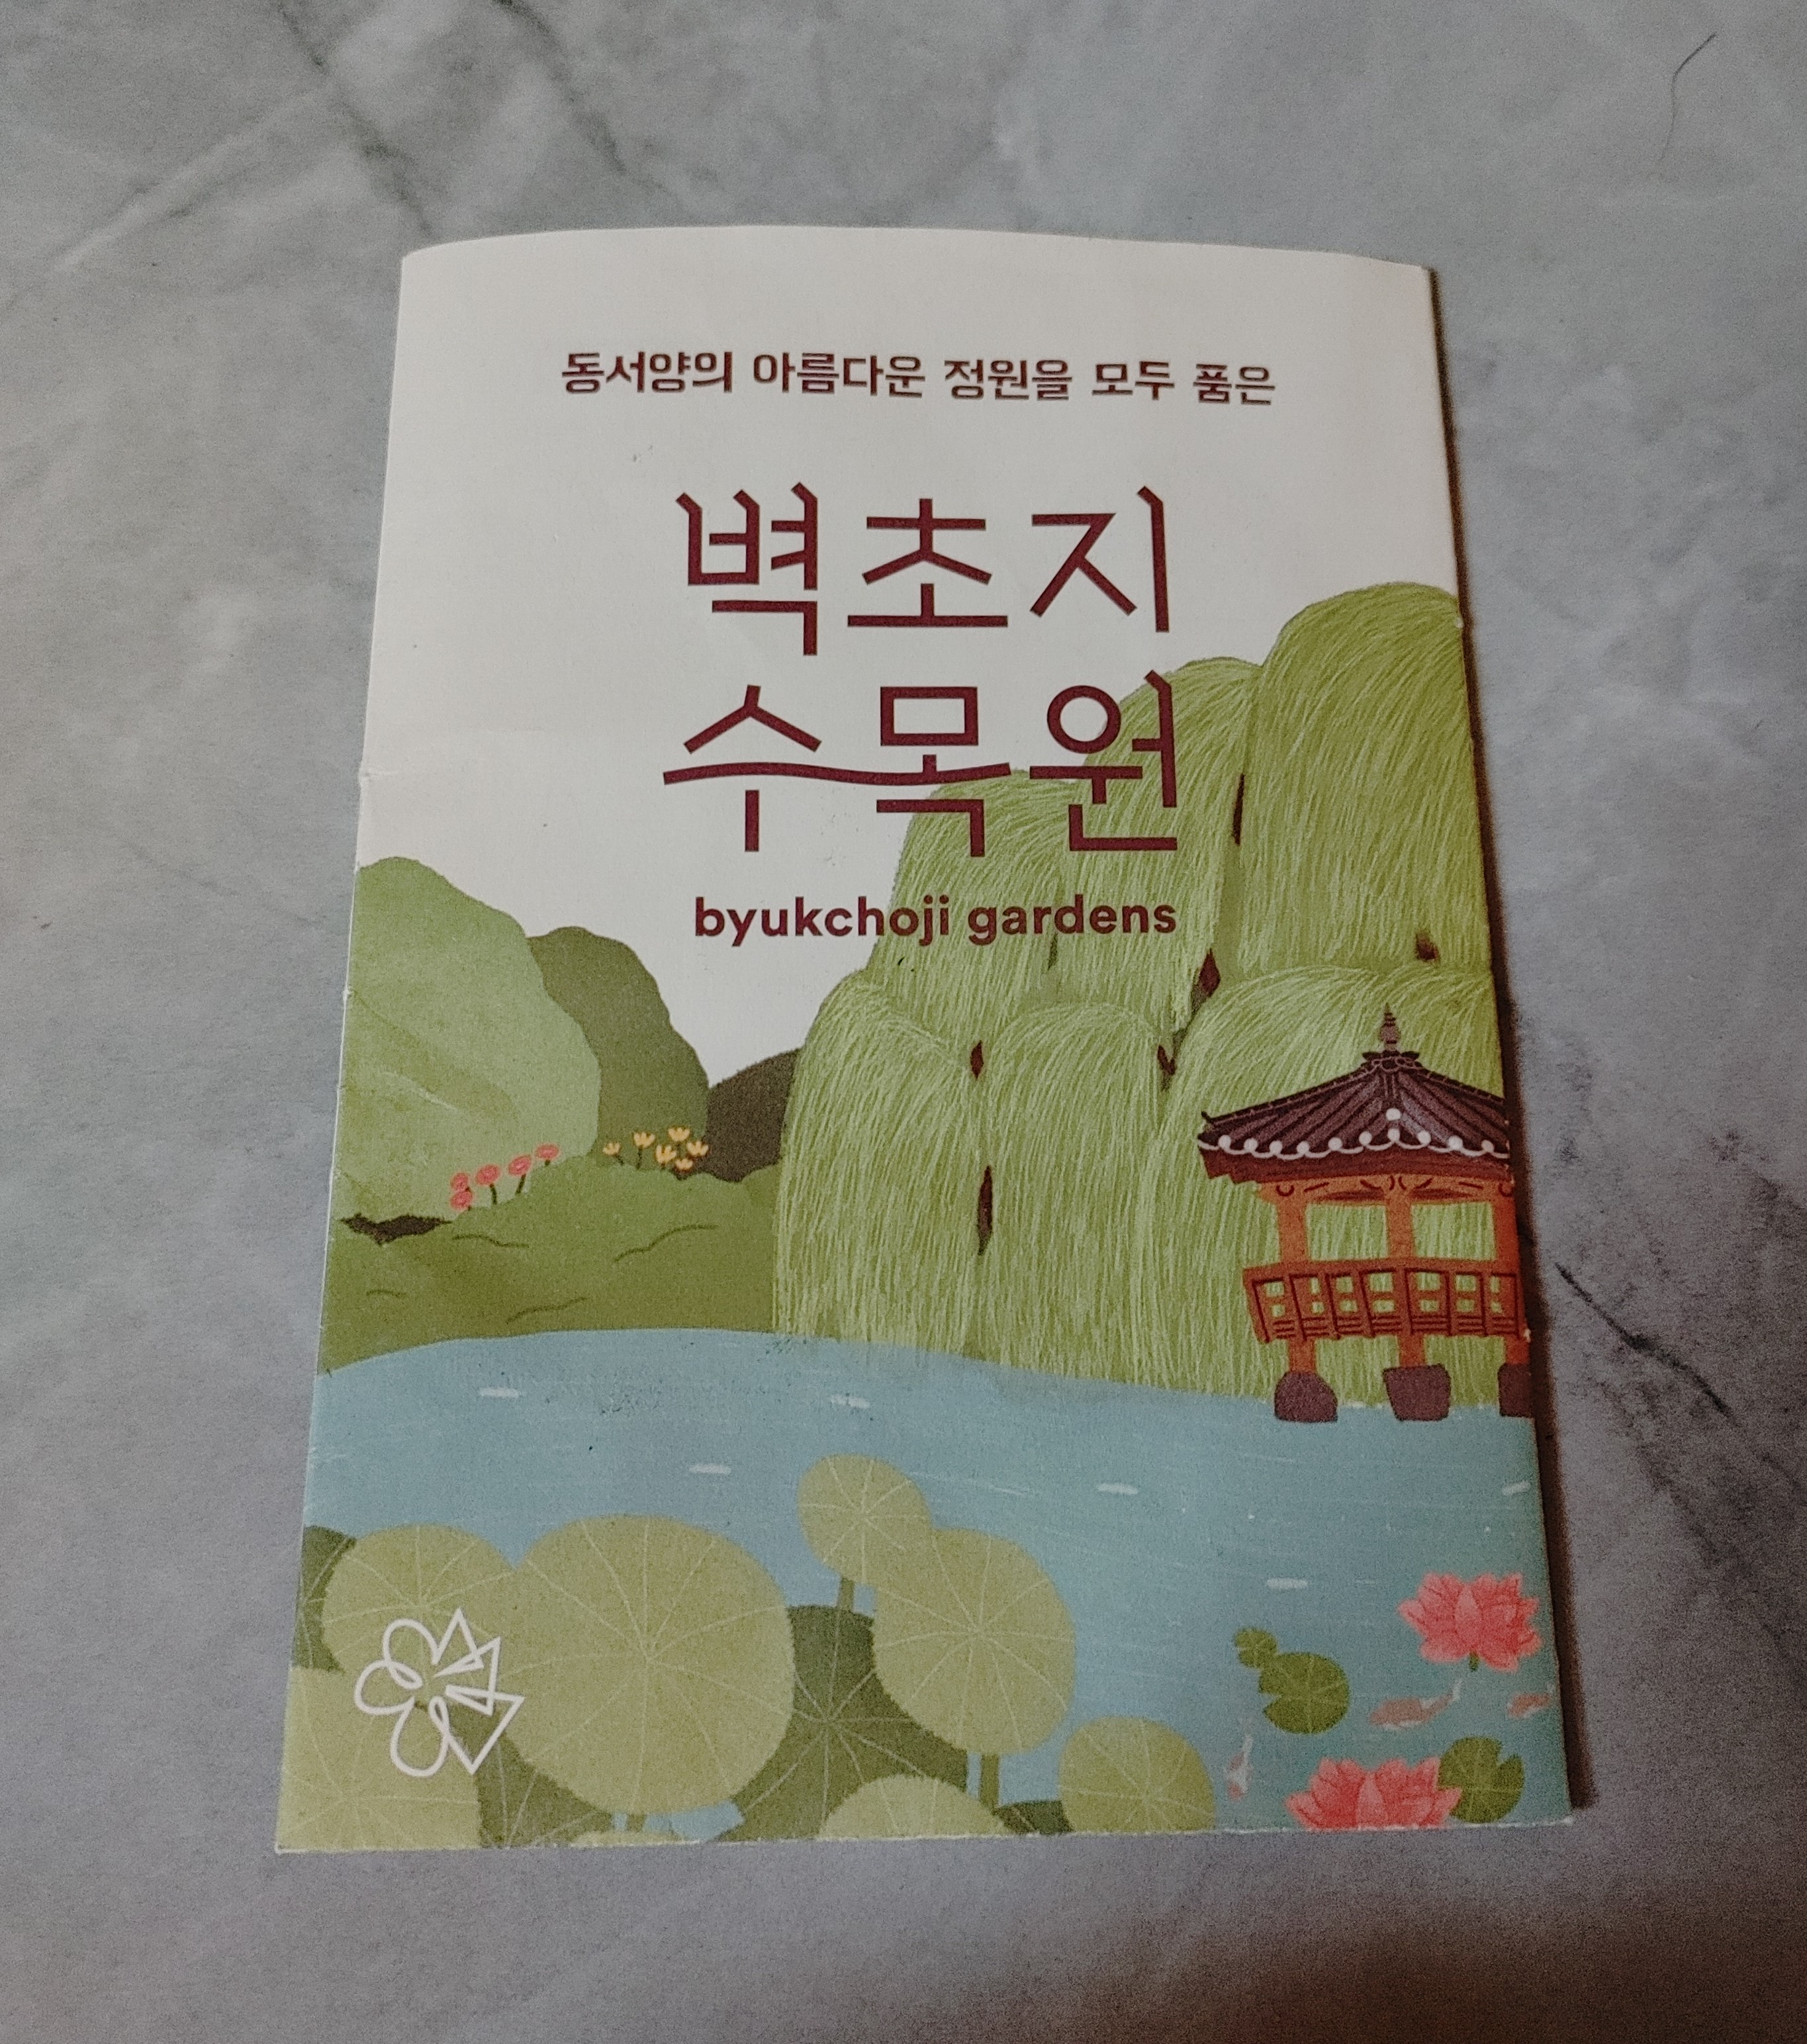 동서양의 아름다운 정원을 모두 품은
벽초지
수목원
byukchoji gardens